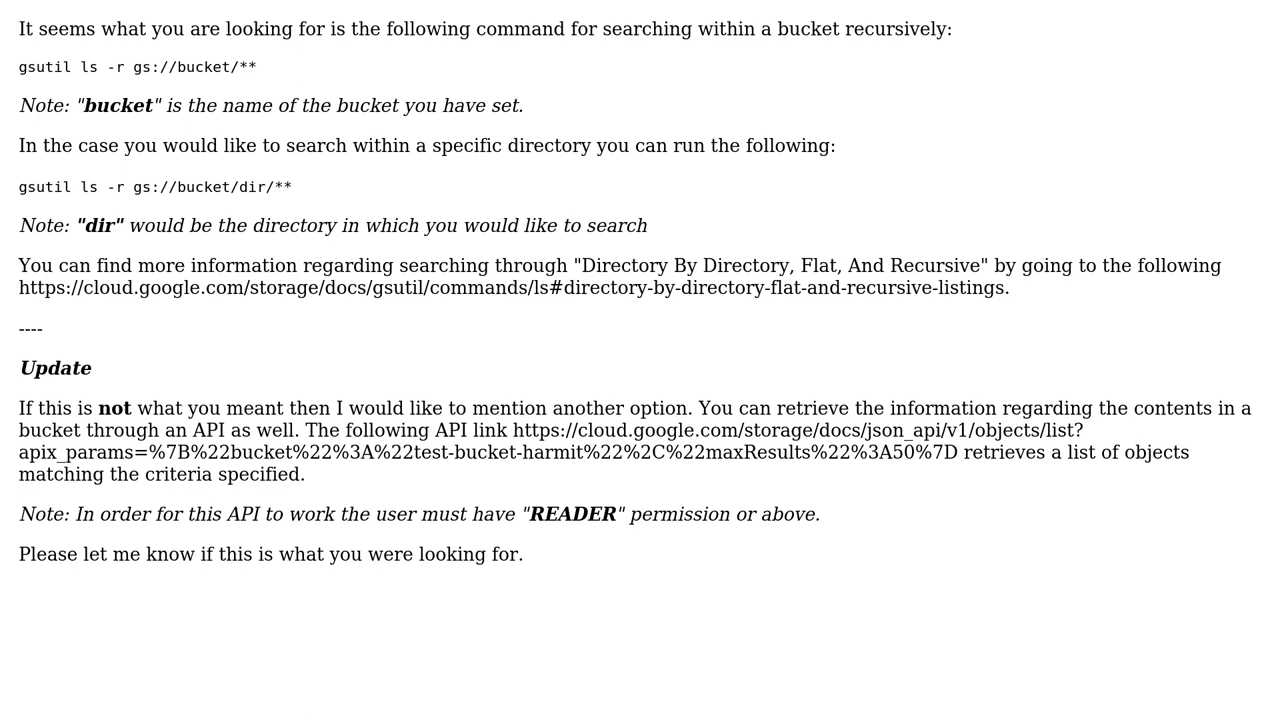 It seems what you are looking for is the following command for searching within a bucket recursively:
gsutil ls -r gs://bucket/**
Note: "bucket" is the name of the bucket you have set.
In the case you would like to search within a specific directory you can run the following:
gsutil ls -r gs://bucket/dir/**
Note: "dir" would be the directory in which you would like to search
You can find more information regarding searching through "Directory By Directory, Flat, And Recursive" by going to the following
https://cloud.google.com/storage/docs/gsutil/commands/ls#directory-by-directory-flat-and-recursive-listings.
----
Update
If this is not what you meant then I would like to mention another option. You can retrieve the information regarding the contents in a
bucket through an API as well. The following API link https://cloud.google.com/storage/docs/json_api/v1/objects/list?
apix_params=%7B%22bucket%22%3A%22test-bucket-harmit%22%2C%22maxResults%22%3A50%7D retrieves a list of objects
matching the criteria specified.
Note: In order for this API to work the user must have "READER" permission or above.
Please let me know if this is what you were looking for.